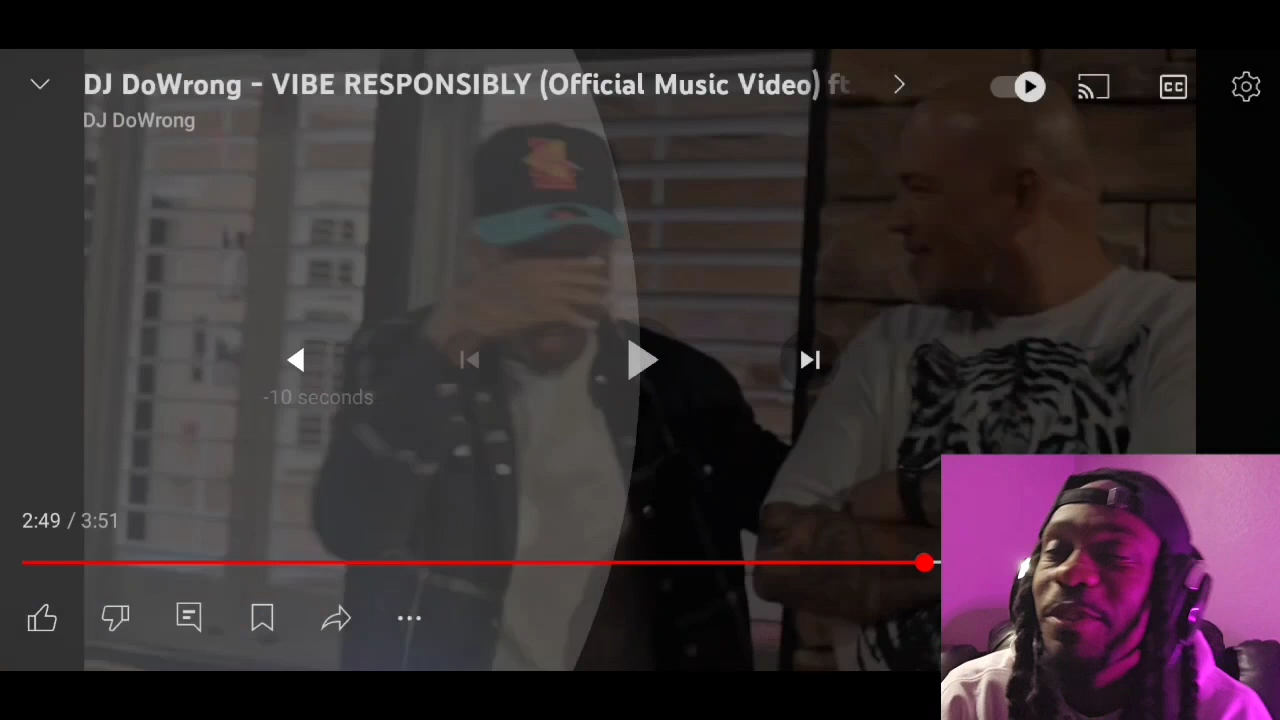 DJ DoWrong - VIBE RESPONSIBLY (Official Music Video) ft
DJ DoWrong
CC
-10 seconds
2:49 / 3:51